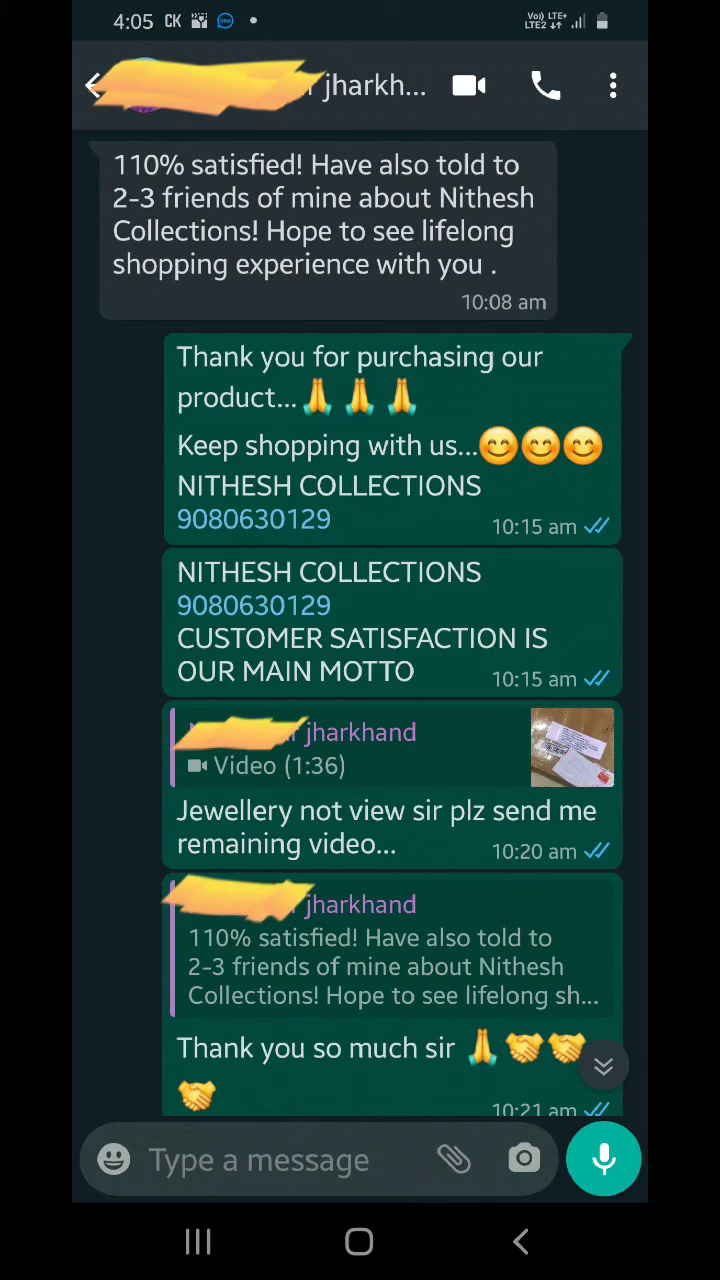 4:05 CK
Vo) LTE+
LTE2
jharkh...
110% satisfied! Have also told to
2-3 friends of mine about Nithesh
Collections! Hope to see lifelong
shopping experience with you .
10:08 am
Thank you for purchasing our
product...🙏🙏🙏
Keep shopping with us...😊😊😊
NITHESH COLLECTIONS
9080630129
10:15 am
NITHESH COLLECTIONS
9080630129
CUSTOMER SATISFACTION IS
OUR MAIN MOTTO
10:15 am
jharkhand
Video (1:36)
Jewellery not view sir plz send me
remaining video...
10:20 am
jharkhand
110% satisfied! Have also told to
2-3 friends of mine about Nithesh
Collections! Hope to see lifelong sh...
Thank you so much sir 🙏🤝🤝
🤝
10:21 am
Type a message